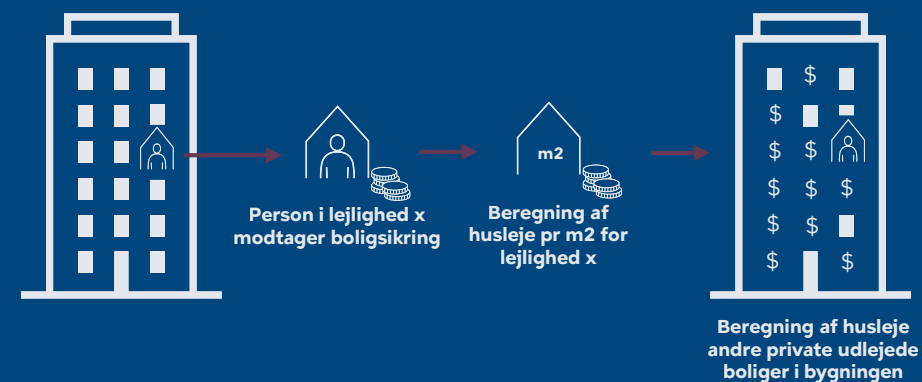 $
$
$ $
$ $ $
$ $
$ $
m2
Person i lejlighed x
modtager boligsikring
Beregning af
husleje pr m2 for
lejlighed x
Beregning af husleje
andre private udlejede
boliger i bygningen